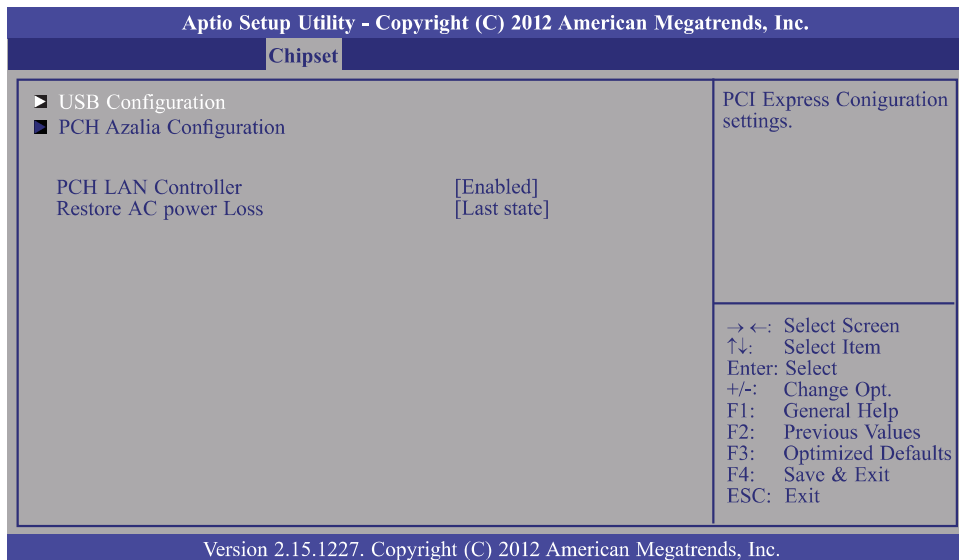 Aptio Setup Utility - Copyright (C) 2012 American Megatrends, Inc.
Chipset
USB Configuration
PCH Azalia Configuration
PCH LAN Controller [Enabled]
Restore AC power Loss [Last state]
PCI Express Coniguration
settings.
→ ←: Select Screen
↑↓: Select Item
Enter: Select
+/-: Change Opt.
F1: General Help
F2: Previous Values
F3: Optimized Defaults
F4: Save & Exit
ESC: Exit
Version 2.15.1227. Copyright (C) 2012 American Megatrends, Inc.